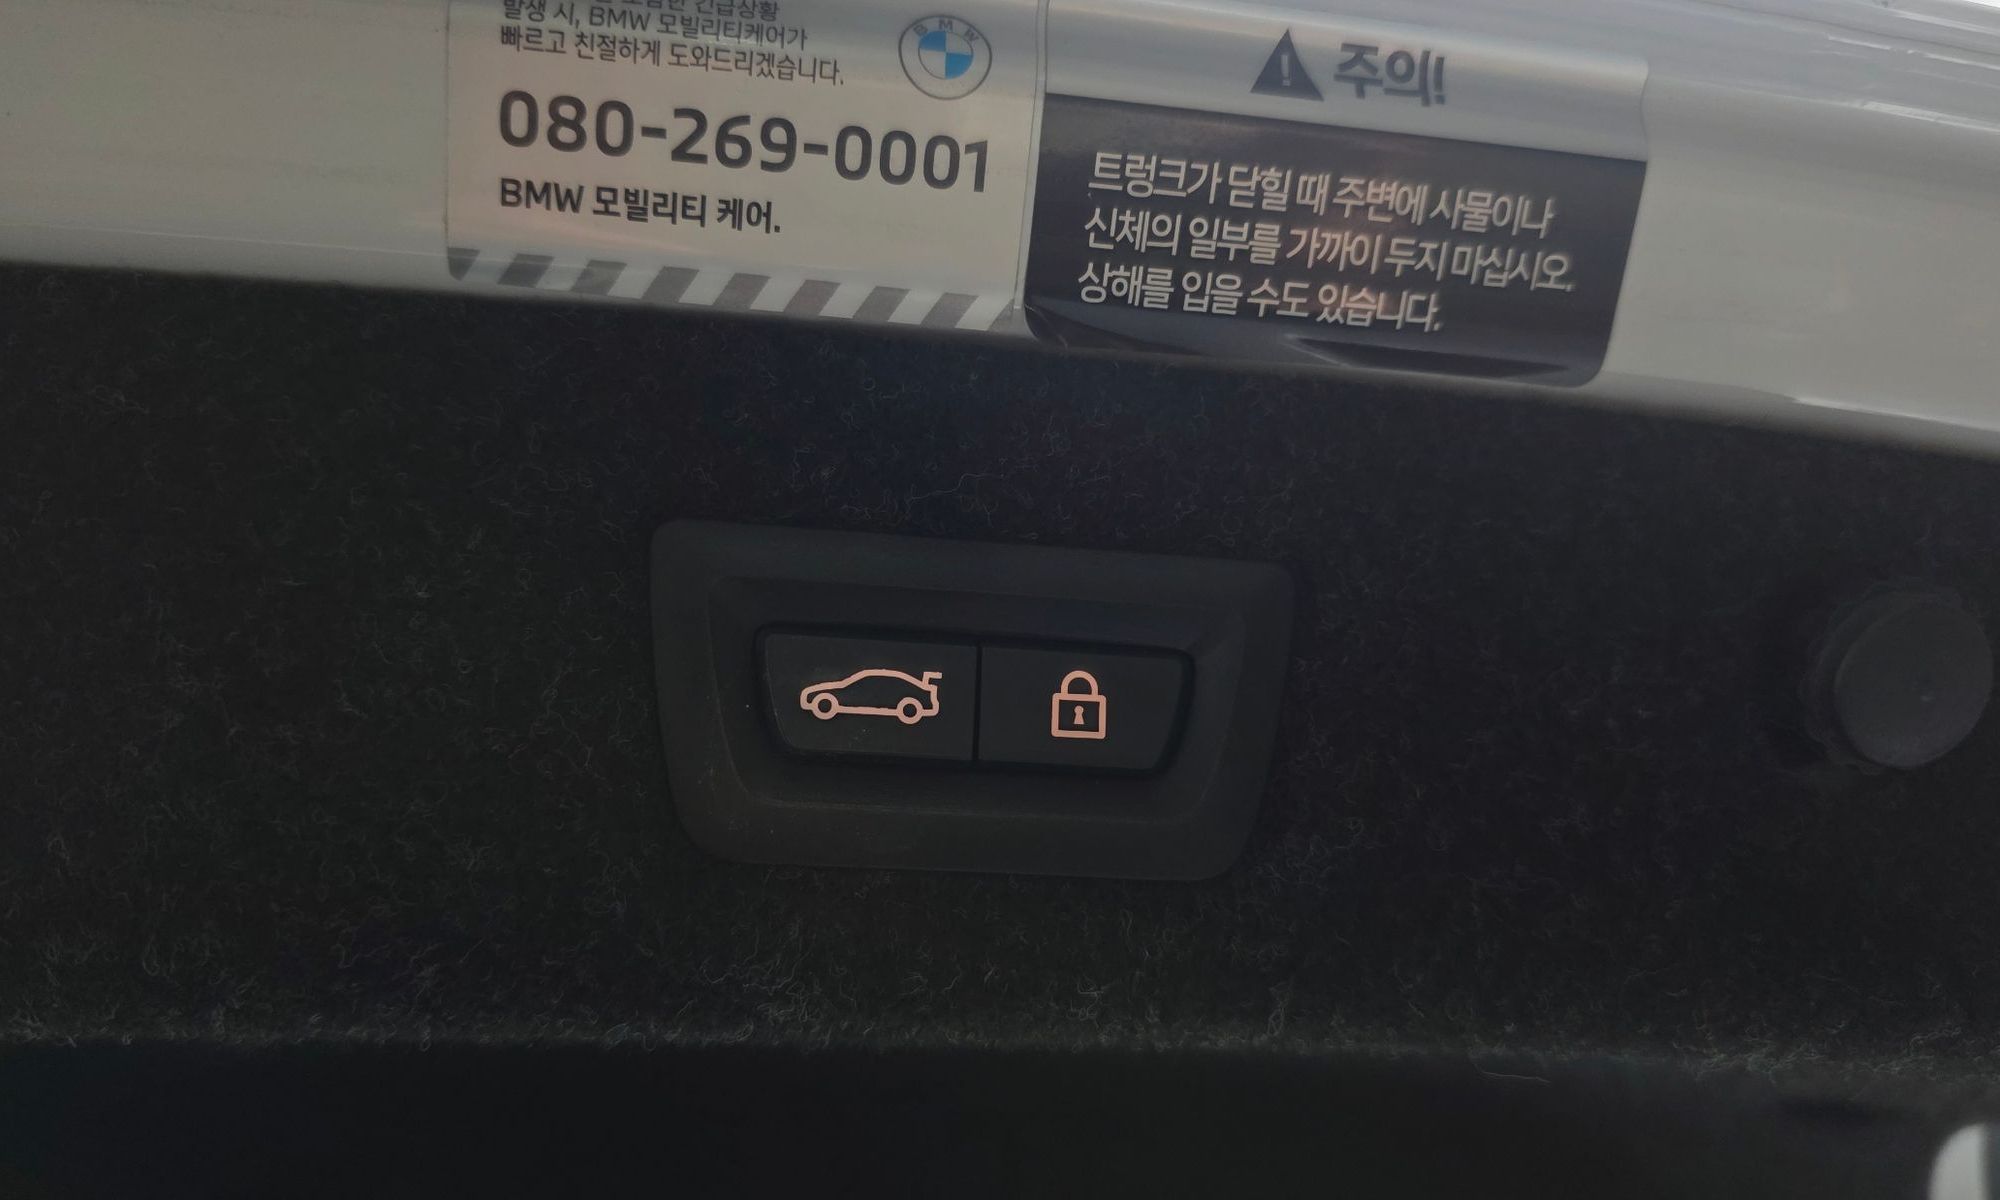 긴급상황
발생 시, BMW 모빌리티케어가
빠르고 친절하게 도와드리겠습니다.
BMW
080-269-0001
BMW 모빌리티 케어.
주의!
트렁크가 닫힐 때 주변에 사물이나
신체의 일부를 가까이 두지 마십시오.
상해를 입을 수도 있습니다.